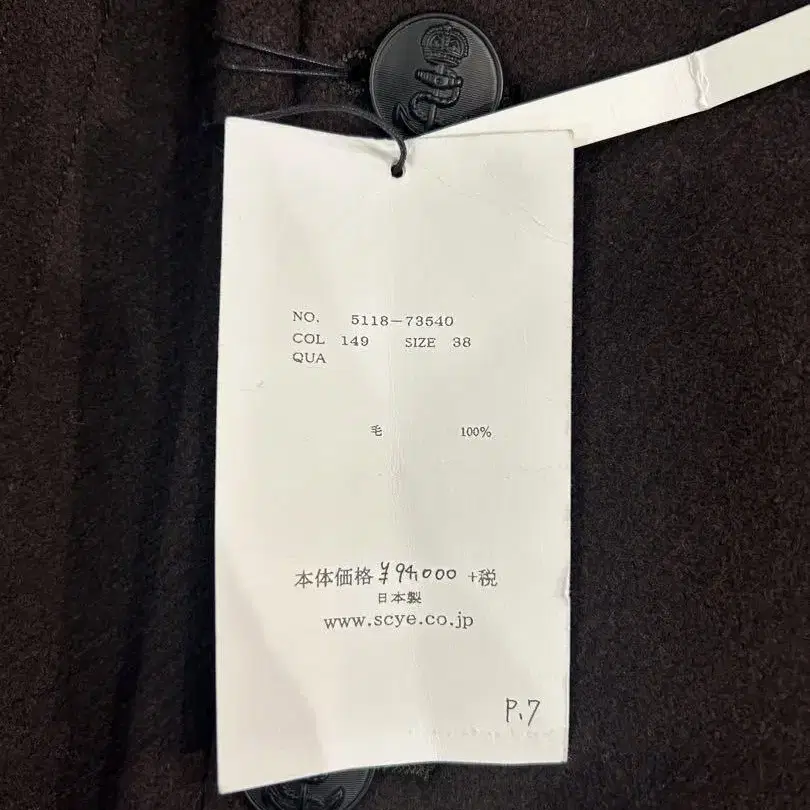 NO. 5118-73540
COL 149 SIZE 38
QUA
毛 100%
本体価格 ¥94,000 +税
日本製
www.scye.co.jp
P.7